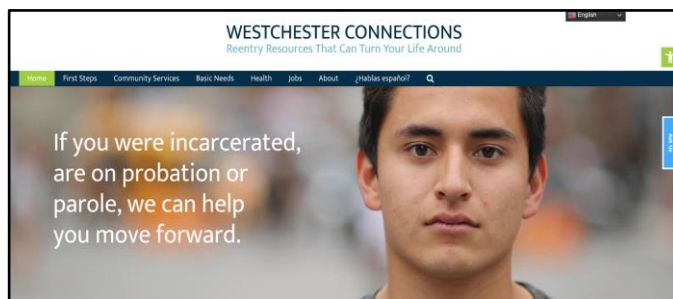 English
WESTCHESTER CONNECTIONS
Reentry Resources That Can Turn Your Life Around
Home First Steps Community Services Basic Needs Health Jobs About ¿Hablas español?
Ask Us
If you were incarcerated,
are on probation or
parole, we can help
you move forward.